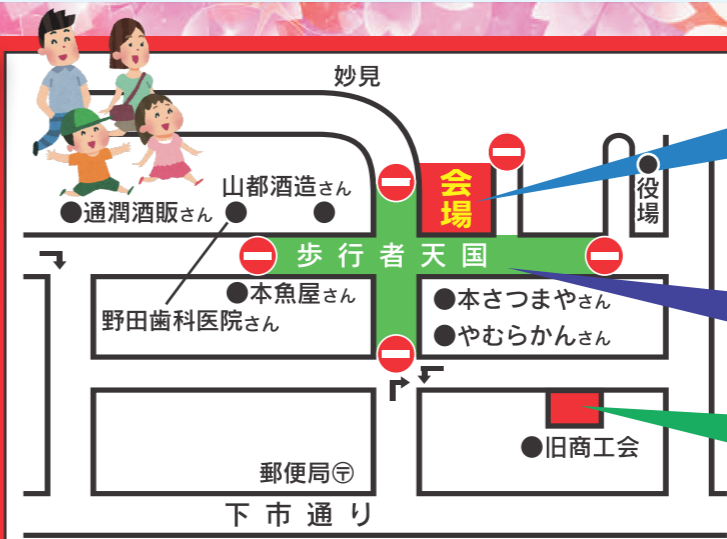 妙見
会場
山都酒造さん
●通潤酒販さん
役場
歩行者天国
●本魚屋さん
野田歯科医院さん
●本さつまやさん
●やむらかんさん
●旧商工会
郵便局〶
下市通り